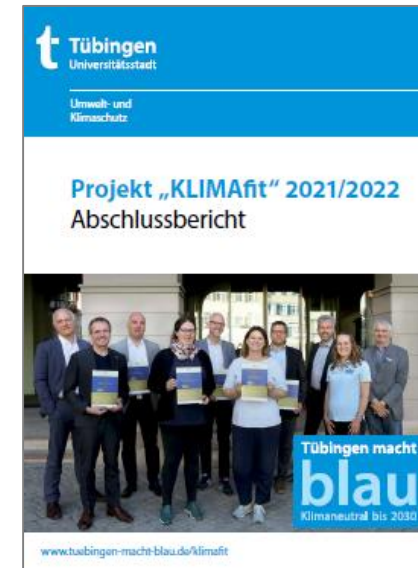 t Tübingen
Universitätsstadt
Umwelt- und
Klimaschutz
Projekt „KLIMAfit“ 2021/2022
Abschlussbericht
Tübingen macht
blau
Klimaneutral bis 2030
www.tuebingen-macht-blau.de/klimafit